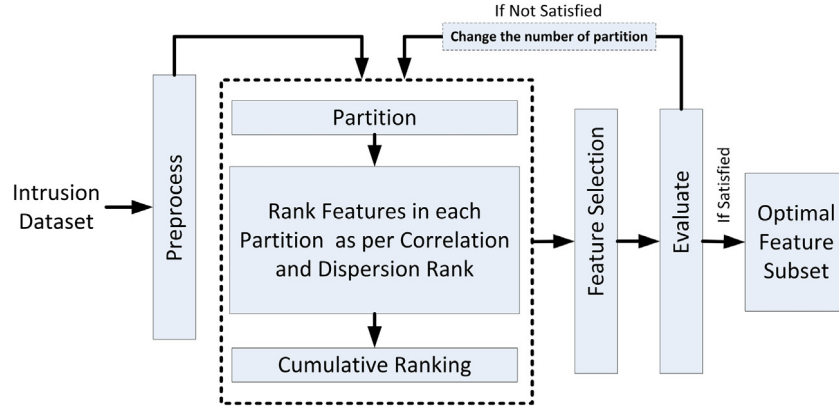 If Not Satisfied
Change the number of partition
Intrusion
Dataset
Preprocess
Partition
Rank Features in each
Partition as per Correlation
and Dispersion Rank
Cumulative Ranking
Feature Selection
Evaluate
If Satisfied
Optimal
Feature
Subset